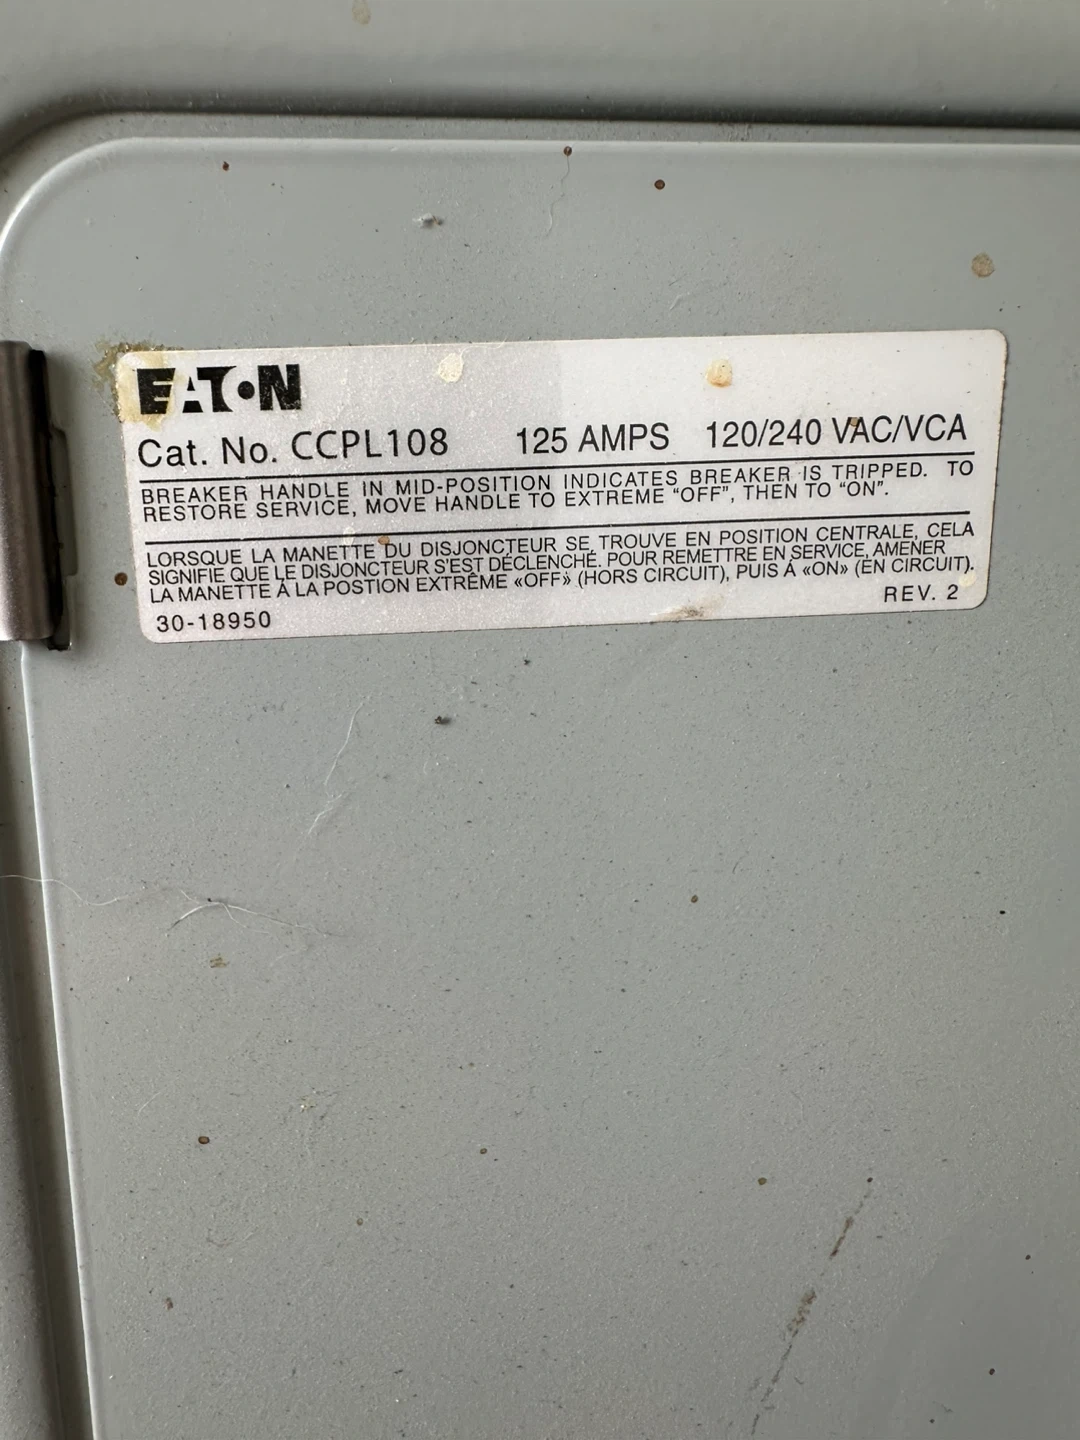 EATON
Cat. No. CCPL108 125 AMPS 120/240 VAC/VCA
BREAKER HANDLE IN MID-POSITION INDICATES BREAKER IS TRIPPED. TO
RESTORE SERVICE, MOVE HANDLE TO EXTREME “OFF”, THEN TO “ON”.
LORSQUE LA MANETTE DU DISJONCTEUR SE TROUVE EN POSITION CENTRALE, CELA
SIGNIFIE QUE LE DISJONCTEUR S'EST DÉCLENCHÉ. POUR REMETTRE EN SERVICE, AMENER
LA MANETTE À LA POSTION EXTRÊME «OFF» (HORS CIRCUIT), PUIS À «ON» (EN CIRCUIT).
30-18950 REV. 2